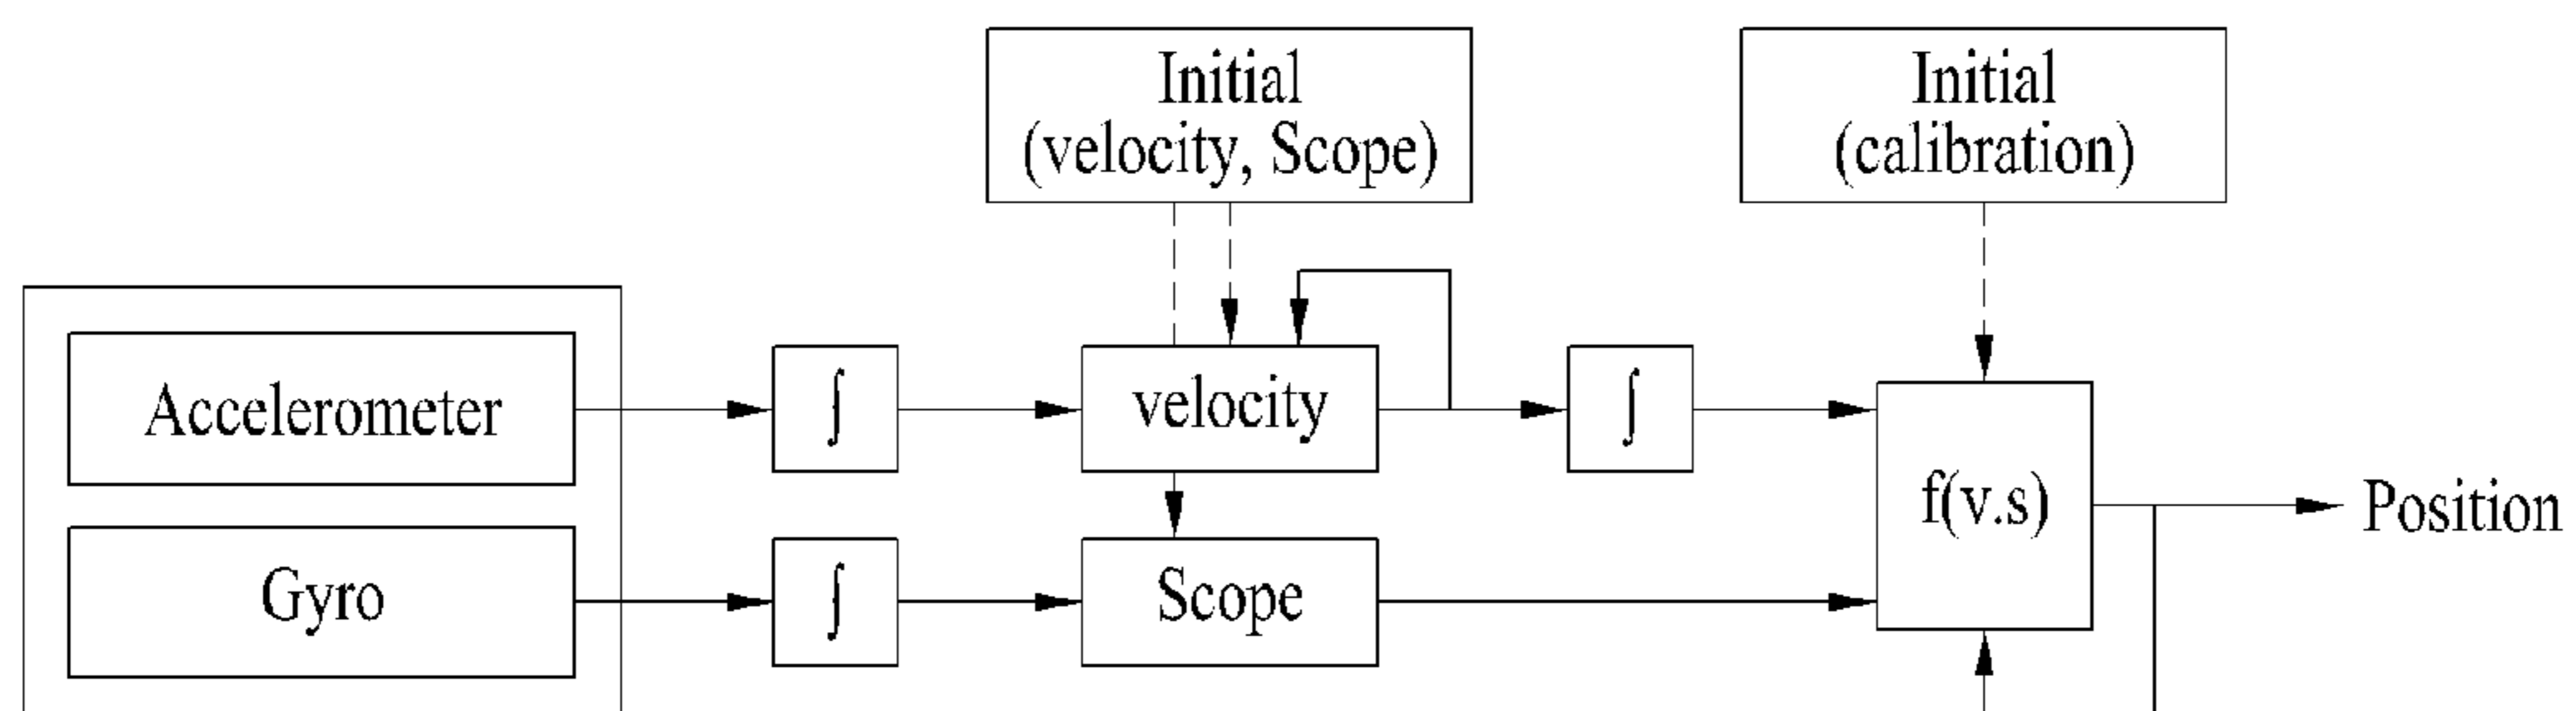 Initial
(velocity, Scope)
Initial
(calibration)
Accelerometer
∫
velocity
∫
f(v.s)
Position
Gyro
∫
Scope